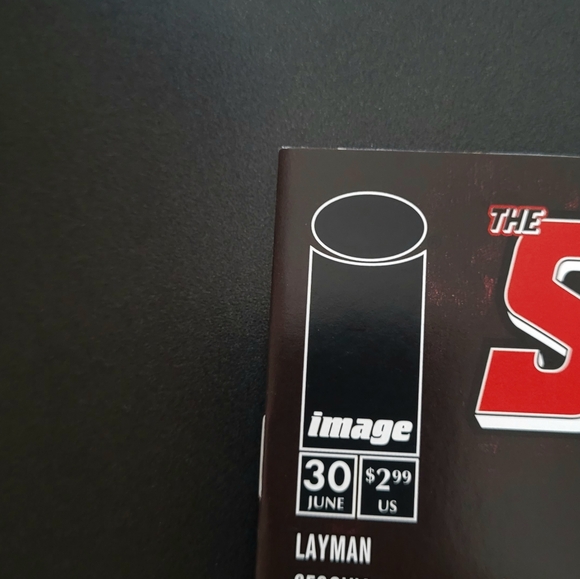 THE
S
image
30 $2.99
JUNE US
LAYMAN